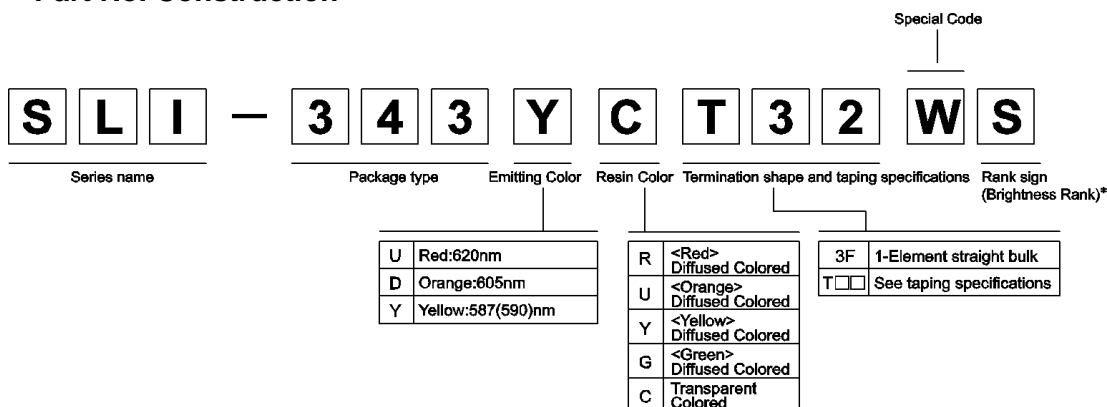 Part No. Construction
Special Code
S L I - 3 4 3 Y C T 3 2 W S
Series name
Package type
Emitting Color
Resin Color
Termination shape and taping specifications
Rank sign
(Brightness Rank)*
U Red:620nm
D Orange:605nm
Y Yellow:587(590)nm
R <Red>
Diffused Colored
U <Orange>
Diffused Colored
Y <Yellow>
Diffused Colored
G <Green>
Diffused Colored
C Transparent
Colored
3F 1-Element straight bulk
T□□ See taping specifications